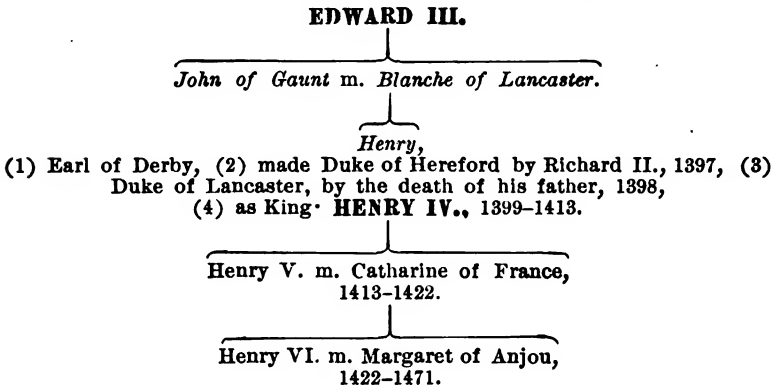 EDWARD III.
John of Gaunt m. Blanche of Lancaster.
Henry,
(1) Earl of Derby, (2) made Duke of Hereford by Richard II., 1397, (3)
Duke of Lancaster, by the death of his father, 1398,
(4) as King· HENRY IV., 1399–1413.
Henry V. m. Catharine of France,
1413–1422.
Henry VI. m. Margaret of Anjou,
1422–1471.